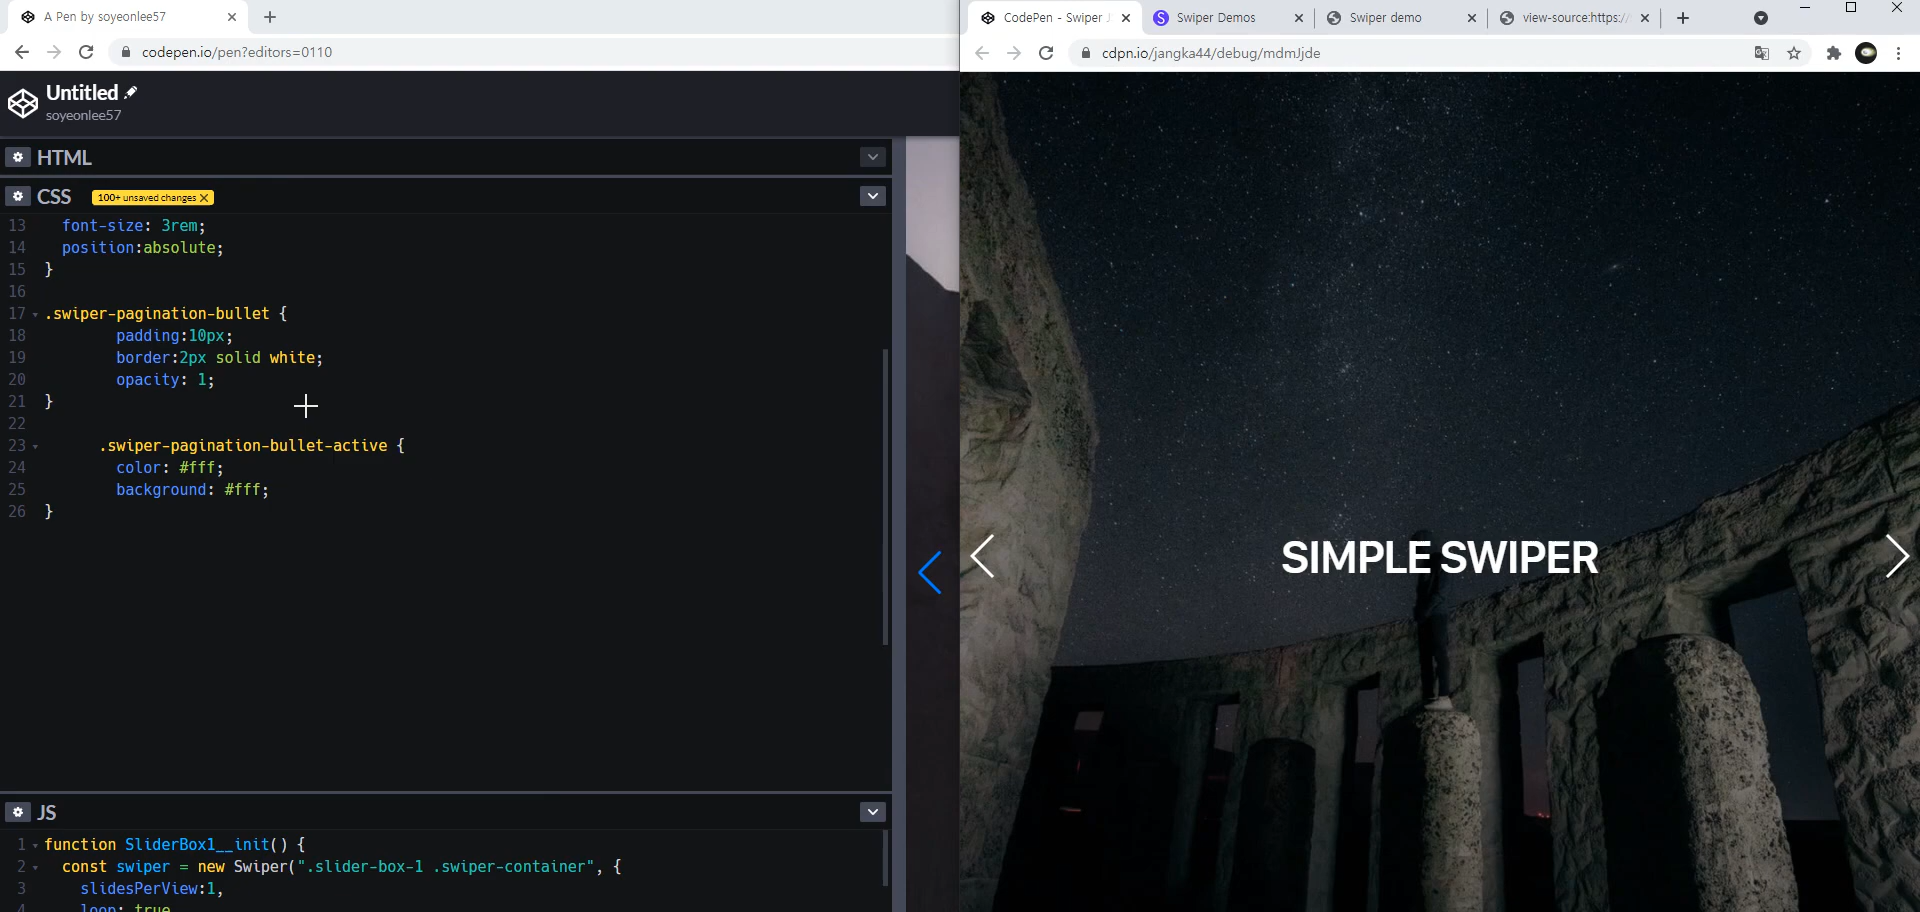 A Pen by soyeonlee57
CodePen - Swiper J
Swiper Demos
Swiper demo
view-source:https://
codepen.io/pen?editors=0110
cdpn.io/jangka44/debug/mdmJjde
Untitled
soyeonlee57
HTML
CSS
100+ unsaved changes
13 font-size: 3rem;
14 position:absolute;
15 }
16
17 .swiper-pagination-bullet {
18 padding:10px;
19 border:2px solid white;
20 opacity: 1;
21 }
22
23 .swiper-pagination-bullet-active {
24 color: #fff;
25 background: #fff;
26 }
SIMPLE SWIPER
JS
1 function SliderBox1__init() {
2 const swiper = new Swiper(".slider-box-1 .swiper-container", {
3 slidesPerView:1,
4 loop: true